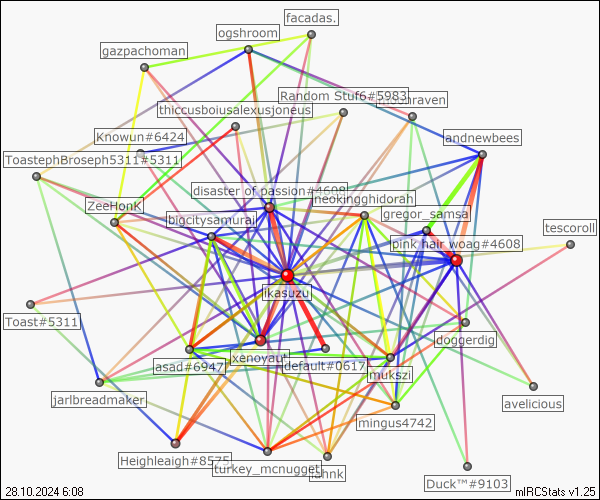 facadas.
ogshroom
gazpachoman
Random Stuf6#5983
thiccusboiusalexusjoneus
Knowun#6424
andnewbees
ToastephBroseph5311#5311
disaster of passion#4608
neokingghidorah
ZeeHonK
gregor_samsa
bigcitysamurai
tescoroll
pink hair woag#4608
ikasuzu
Toast#5311
doggerdig
xenoyaut
asad#6947
default#0617
mukszi
jarlbreadmaker
avelicious
mingus4742
Heighleaigh#8575
turkey_mcnugget
Duck™#9103
28.10.2024 6:08
mIRCStats v1.25